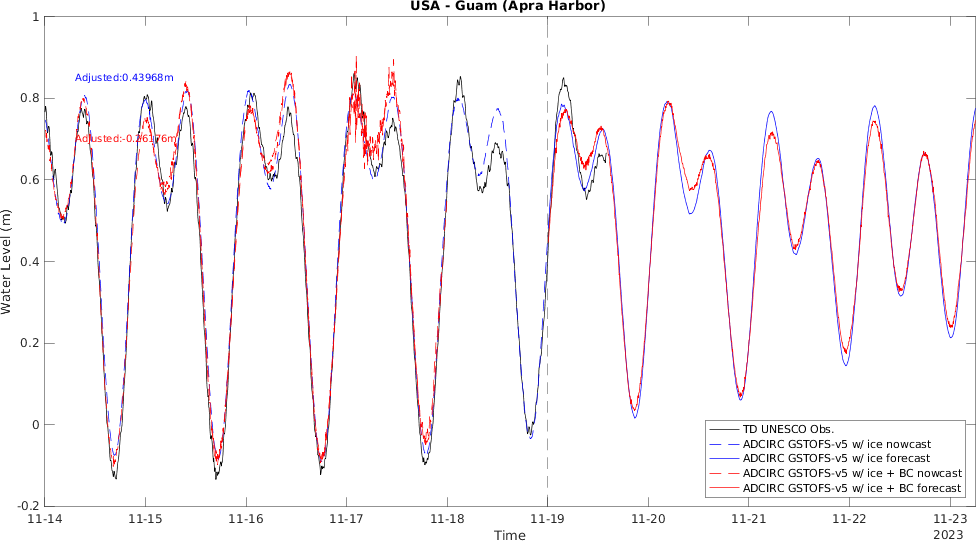 USA - Guam (Apra Harbor)
1
0.8
0.6
0.4
0.2
0
-0.2
Water Level (m)
Adjusted:0.43968m
11-14
11-15
11-16
11-17
11-18
11-19
11-20
11-21
11-22
11-23
Time
2023
TD UNESCO Obs.
ADCIRC GSTOFS-v5 w/ ice nowcast
ADCIRC GSTOFS-v5 w/ ice forecast
ADCIRC GSTOFS-v5 w/ ice + BC nowcast
ADCIRC GSTOFS-v5 w/ ice + BC forecast